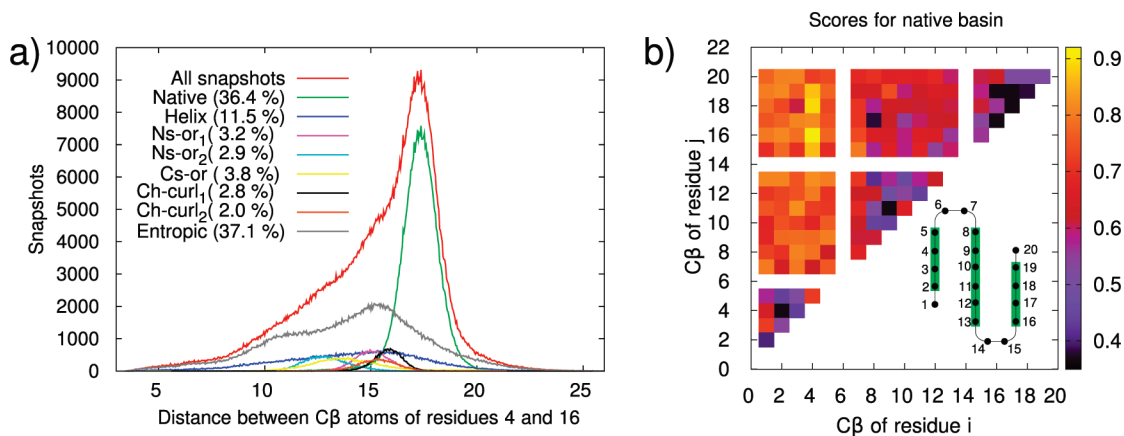 a)
10000
9000
8000
7000
6000
5000
4000
3000
2000
1000
0
Snapshots
All snapshots
Native (36.4 %)
Helix (11.5 %)
Ns-or₁( 3.2 %)
Ns-or₂( 2.9 %)
Cs-or ( 3.8 %)
Ch-curl₁( 2.8 %)
Ch-curl₂( 2.0 %)
Entropic (37.1 %)
5 10 15 20 25
Distance between Cβ atoms of residues 4 and 16
b)
Scores for native basin
22
20
18
16
14
12
10
8
6
4
2
0
Cβ of residue j
0 2 4 6 8 10 12 14 16 18 20
Cβ of residue i
6 7
5 8
4 9
3 10
2 11
1 12
13
14 15
20
19
18
17
16
0.9
0.8
0.7
0.6
0.5
0.4